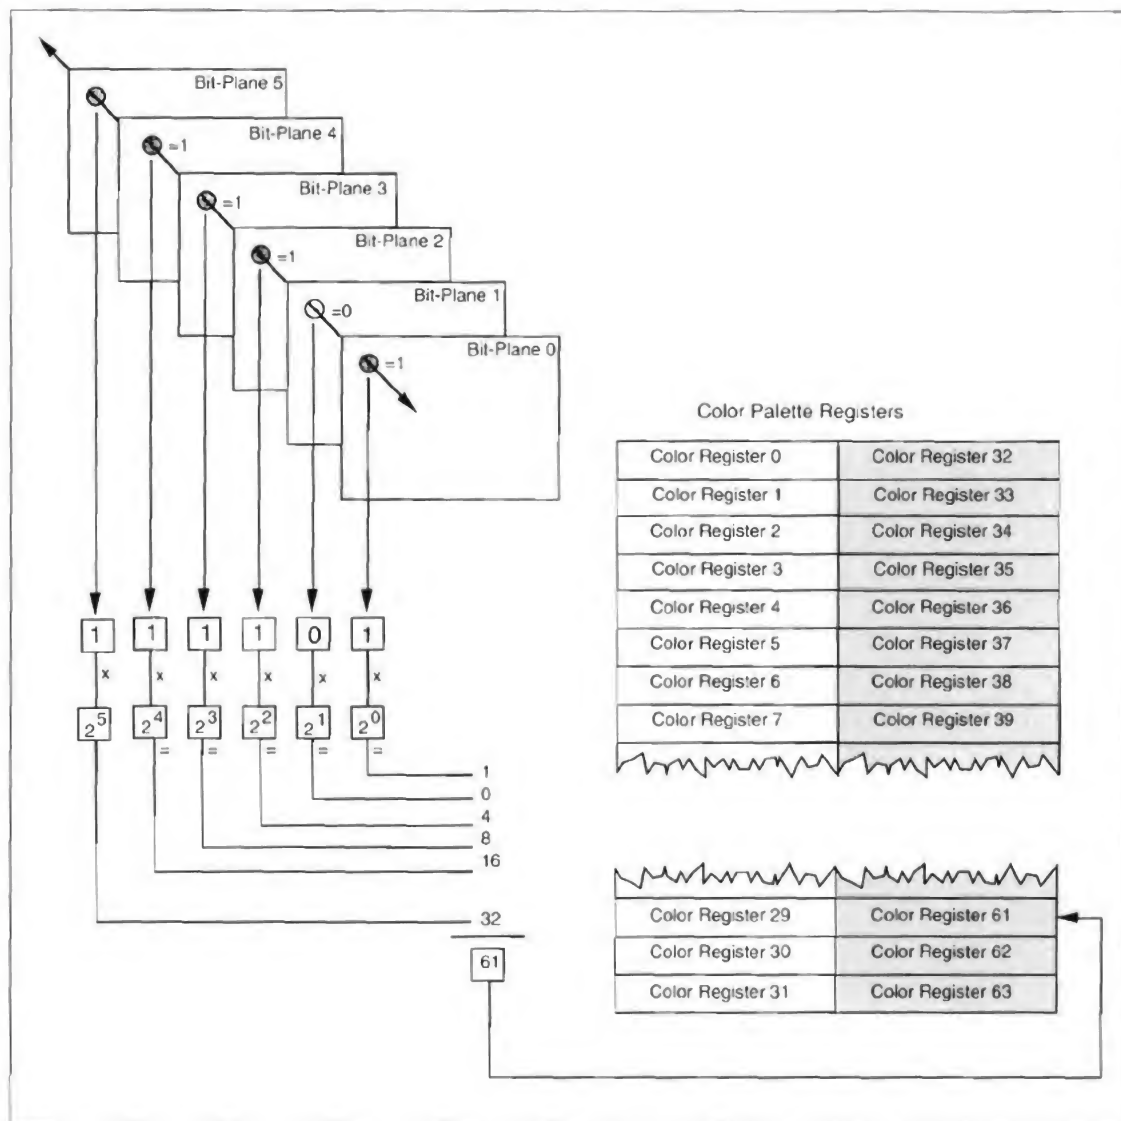 Bit-Plane 5
Bit-Plane 4
=1
Bit-Plane 3
=1
Bit-Plane 2
=1
Bit-Plane 1
=0
Bit-Plane 0
=1
1 1 1 1 0 1
x x x x x x
2^5 2^4 2^3 2^2 2^1 2^0
= = = = =
1
0
4
8
16
32
61
Color Palette Registers
Color Register 0 Color Register 32
Color Register 1 Color Register 33
Color Register 2 Color Register 34
Color Register 3 Color Register 35
Color Register 4 Color Register 36
Color Register 5 Color Register 37
Color Register 6 Color Register 38
Color Register 7 Color Register 39
Color Register 29 Color Register 61
Color Register 30 Color Register 62
Color Register 31 Color Register 63